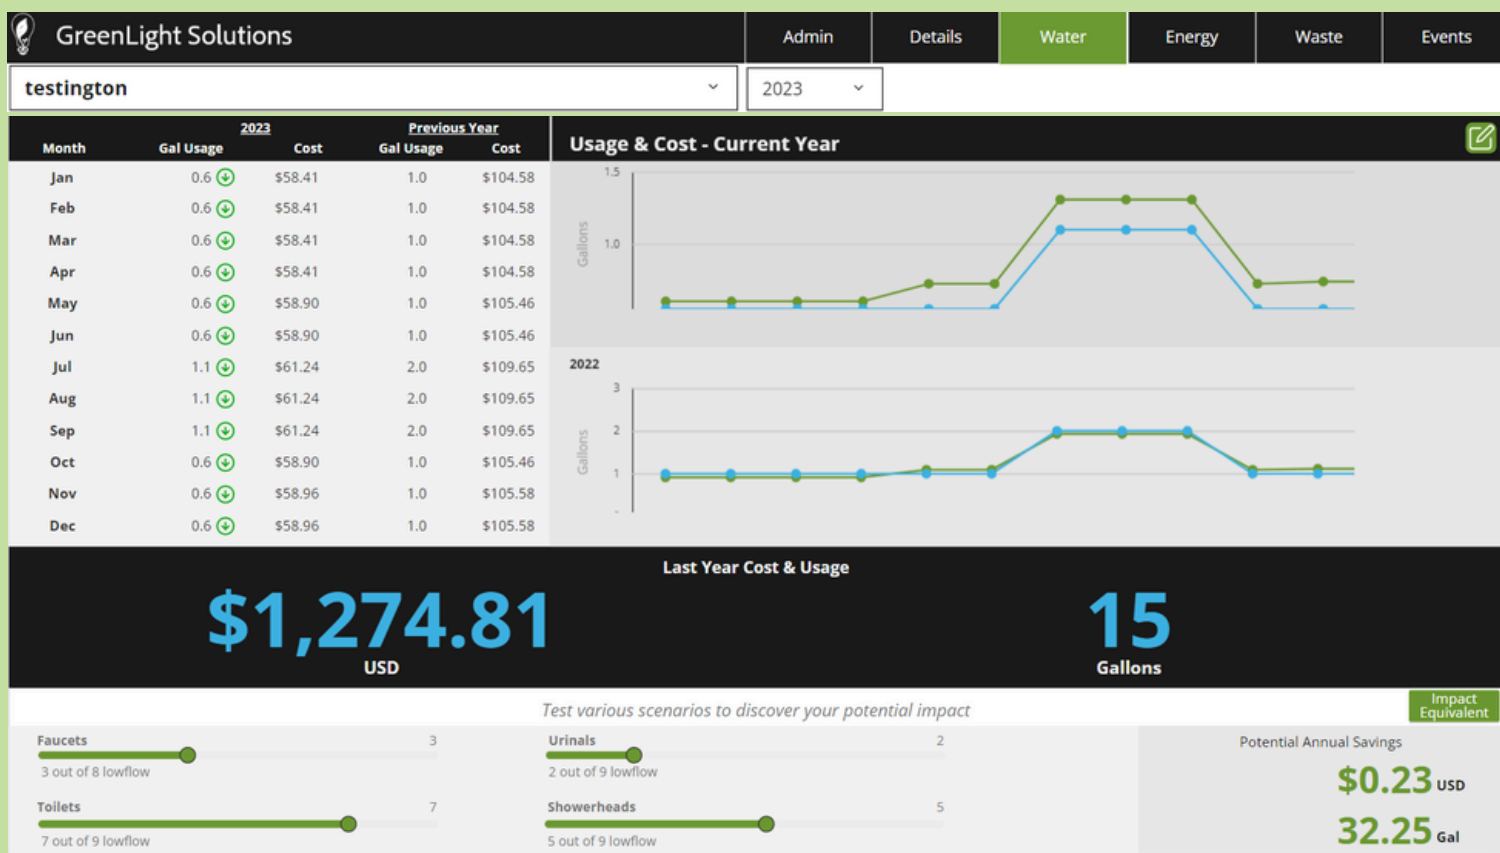 GreenLight Solutions Admin Details Water Energy Waste Events
testington 2023
2023 Previous Year
Month Gal Usage Cost Gal Usage Cost
Jan 0.6 $58.41 1.0 $104.58
Feb 0.6 $58.41 1.0 $104.58
Mar 0.6 $58.41 1.0 $104.58
Apr 0.6 $58.41 1.0 $104.58
May 0.6 $58.90 1.0 $105.46
Jun 0.6 $58.90 1.0 $105.46
Jul 1.1 $61.24 2.0 $109.65
Aug 1.1 $61.24 2.0 $109.65
Sep 1.1 $61.24 2.0 $109.65
Oct 0.6 $58.90 1.0 $105.46
Nov 0.6 $58.96 1.0 $105.58
Dec 0.6 $58.96 1.0 $105.58
Usage & Cost - Current Year
1.5
Gallons
1.0
2022
3
Gallons
2
1
-
Last Year Cost & Usage
$1,274.81 15
USD Gallons
Test various scenarios to discover your potential impact
Impact
Equivalent
Faucets 3
3 out of 8 lowflow
Urinals 2
2 out of 9 lowflow
Toilets 7
7 out of 9 lowflow
Showerheads 5
5 out of 9 lowflow
Potential Annual Savings
$0.23 USD
32.25 Gal